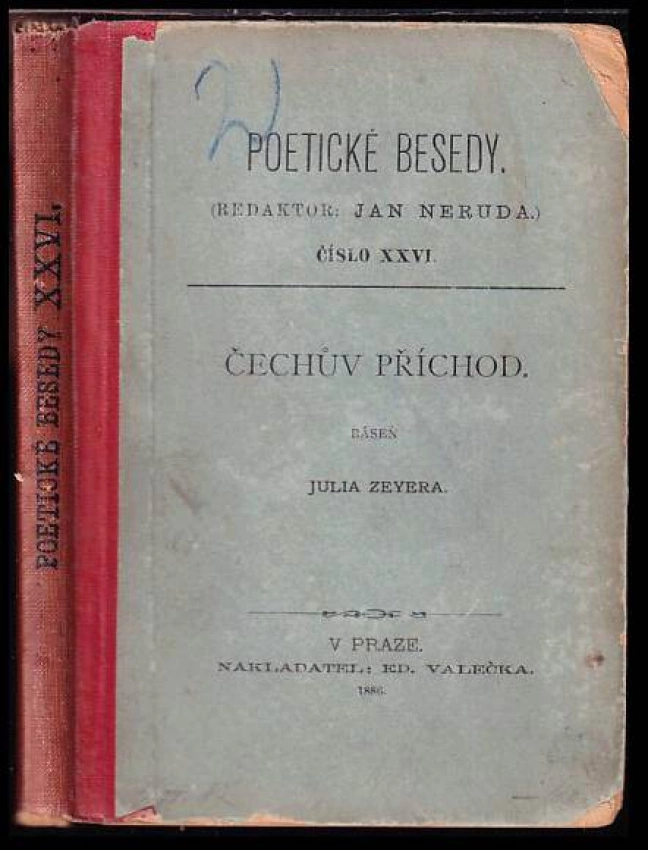 POETICKÉ BESEDY XXVI.
POETICKÉ BESEDY.
(REDAKTOR: JAN NERUDA.)
ČÍSLO XXVI.
ČECHŮV PŘÍCHOD.
BÁSEŇ
JULIA ZEYERA.
V PRAZE.
NAKLADATEL: ED. VALEČKA.
1886.